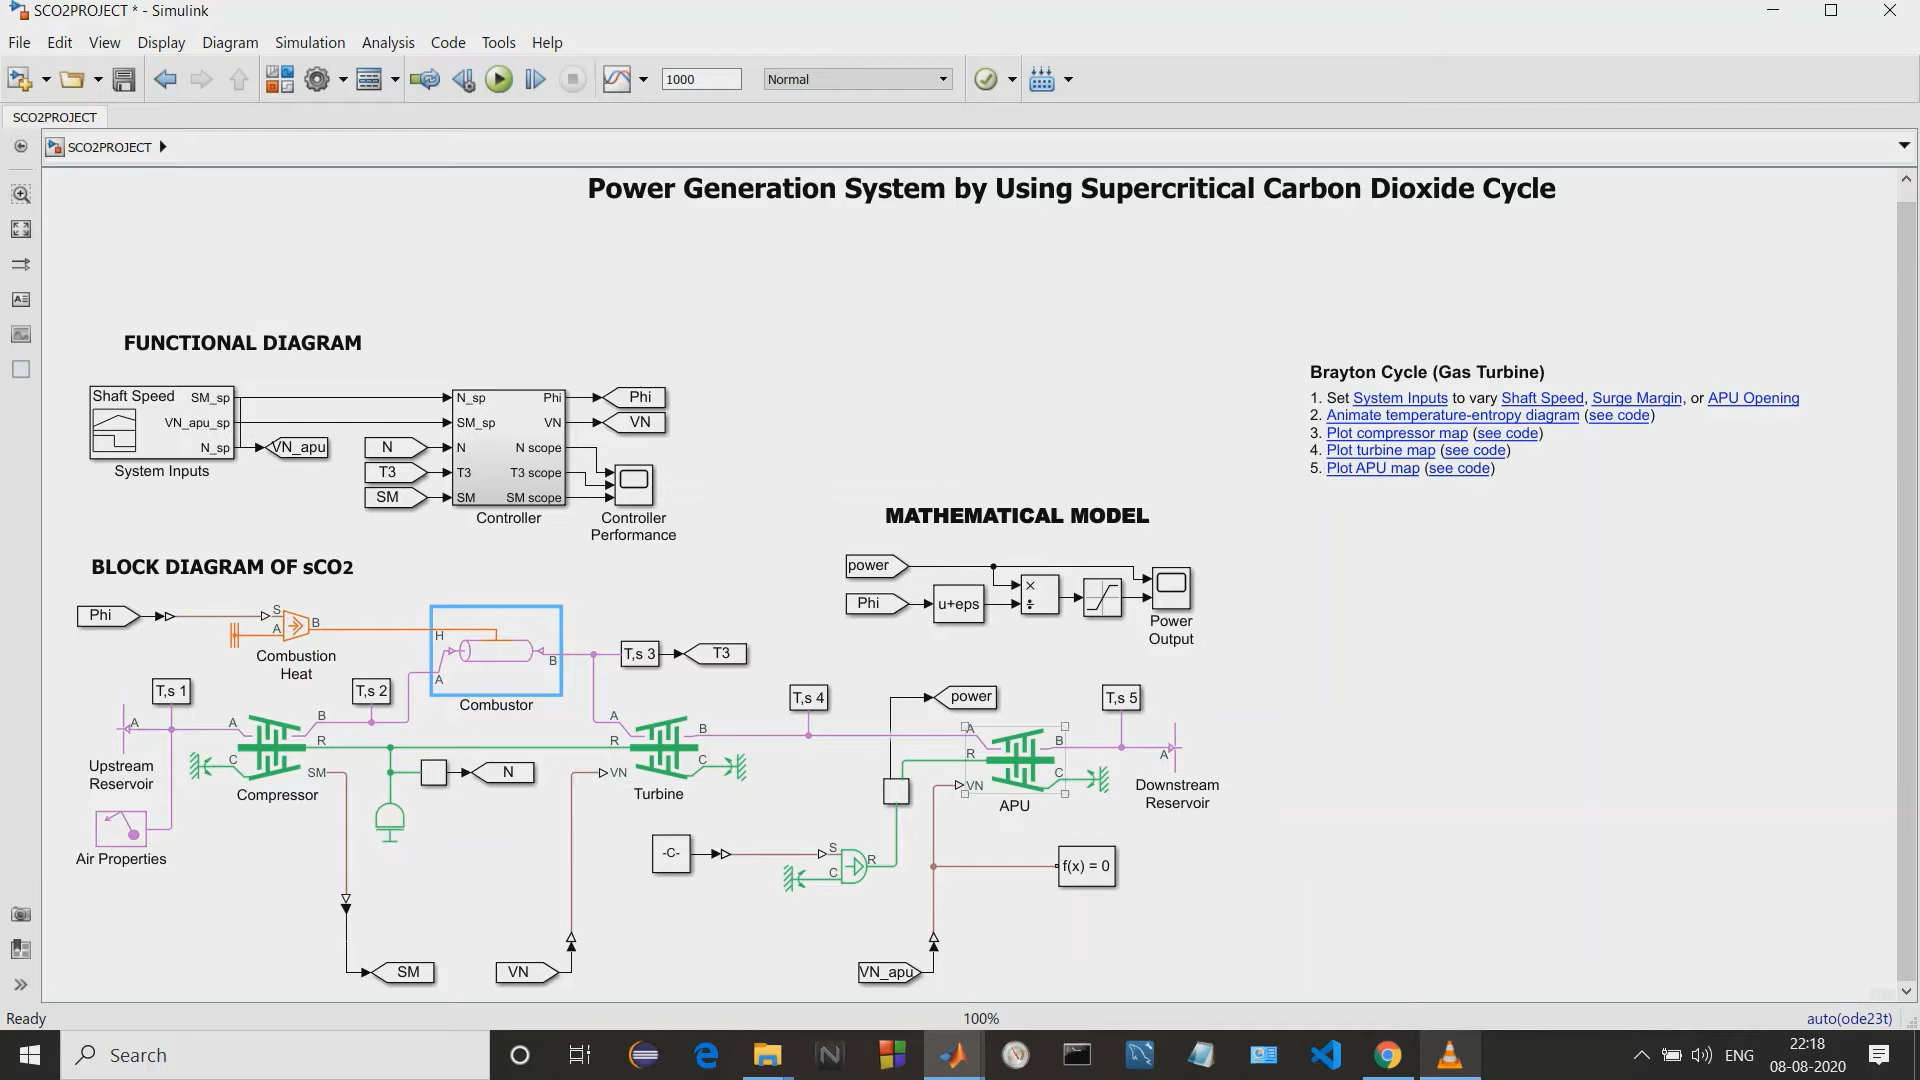 SCO2PROJECT * - Simulink
File Edit View Display Diagram Simulation Analysis Code Tools Help
1000 Normal
SCO2PROJECT
SCO2PROJECT
Power Generation System by Using Supercritical Carbon Dioxide Cycle
FUNCTIONAL DIAGRAM
Shaft Speed SM_sp
VN_apu_sp
N_sp
System Inputs
VN_apu
N
T3
SM
N_sp Phi
SM_sp VN
N N scope
T3 T3 scope
SM SM scope
Controller
Phi
VN
Controller
Performance
Brayton Cycle (Gas Turbine)
1. Set System Inputs to vary Shaft Speed, Surge Margin, or APU Opening
2. Animate temperature-entropy diagram (see code)
3. Plot compressor map (see code)
4. Plot turbine map (see code)
5. Plot APU map (see code)
MATHEMATICAL MODEL
power
Phi
u+eps
×
÷
Power
Output
BLOCK DIAGRAM OF sCO2
Phi
S
A B
Combustion
Heat
H
A B
Combustor
T,s 3
T3
T,s 1
T,s 2
T,s 4
power
T,s 5
A
Upstream
Reservoir
Air Properties
A B
R
C SM
Compressor
N
A B
R
VN C
Turbine
A B
R
VN C
APU
A
Downstream
Reservoir
-C-
S
C R
f(x) = 0
SM
VN
VN_apu
Ready 100% auto(ode23t)
Search
ENG
22:18
08-08-2020